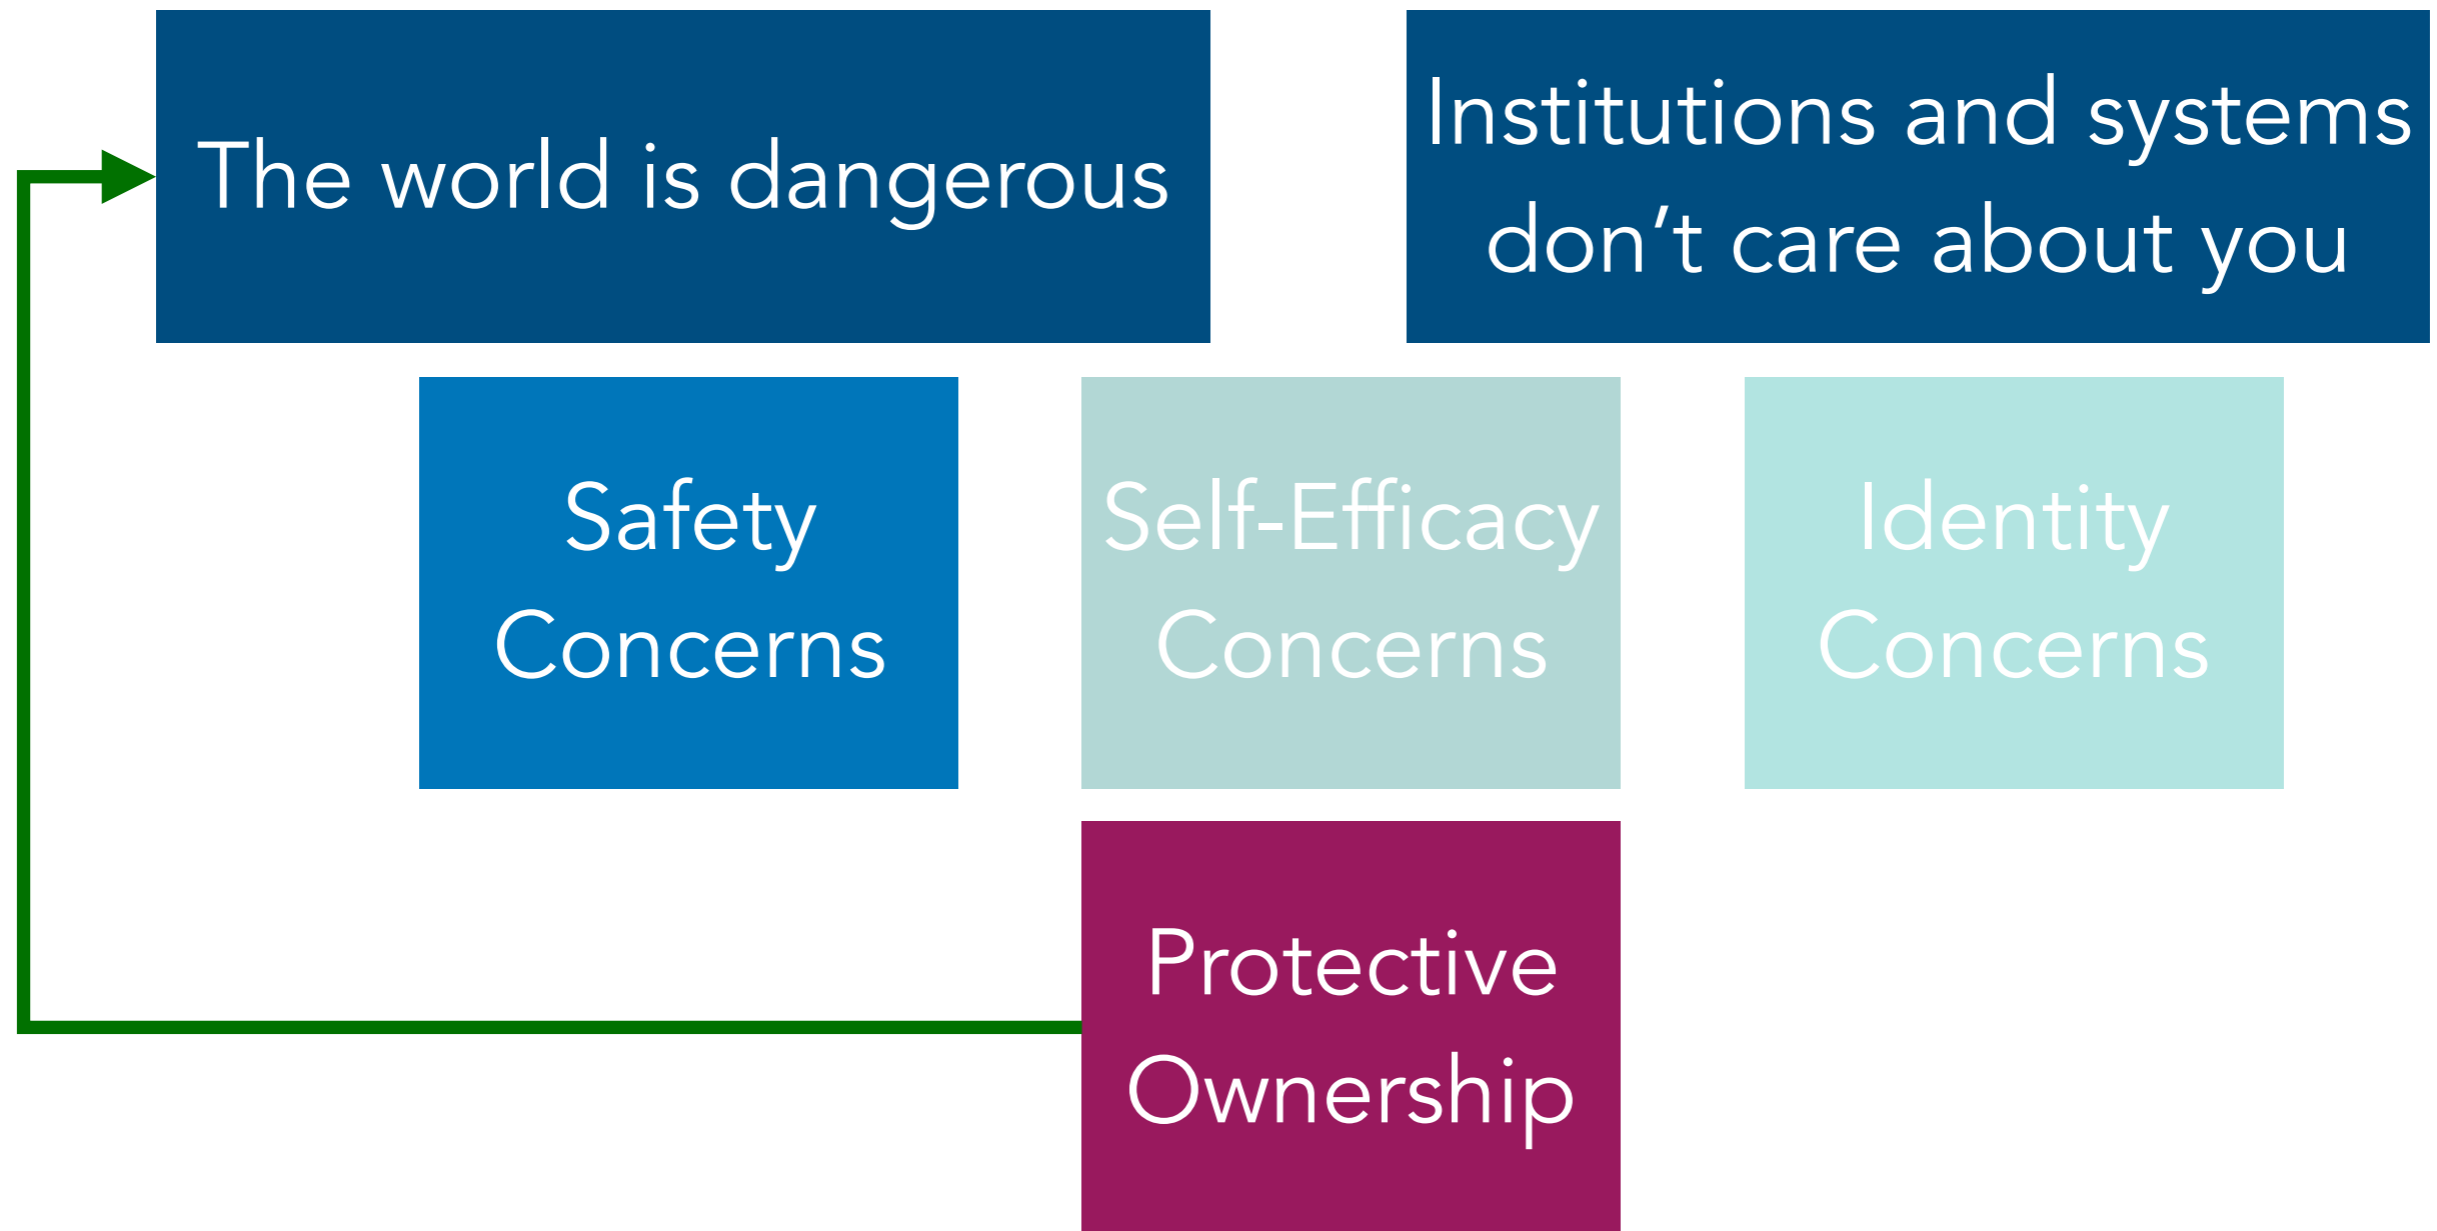 The world is dangerous
Institutions and systems
don’t care about you
Safety
Concerns
Self-Efficacy
Concerns
Identity
Concerns
Protective
Ownership